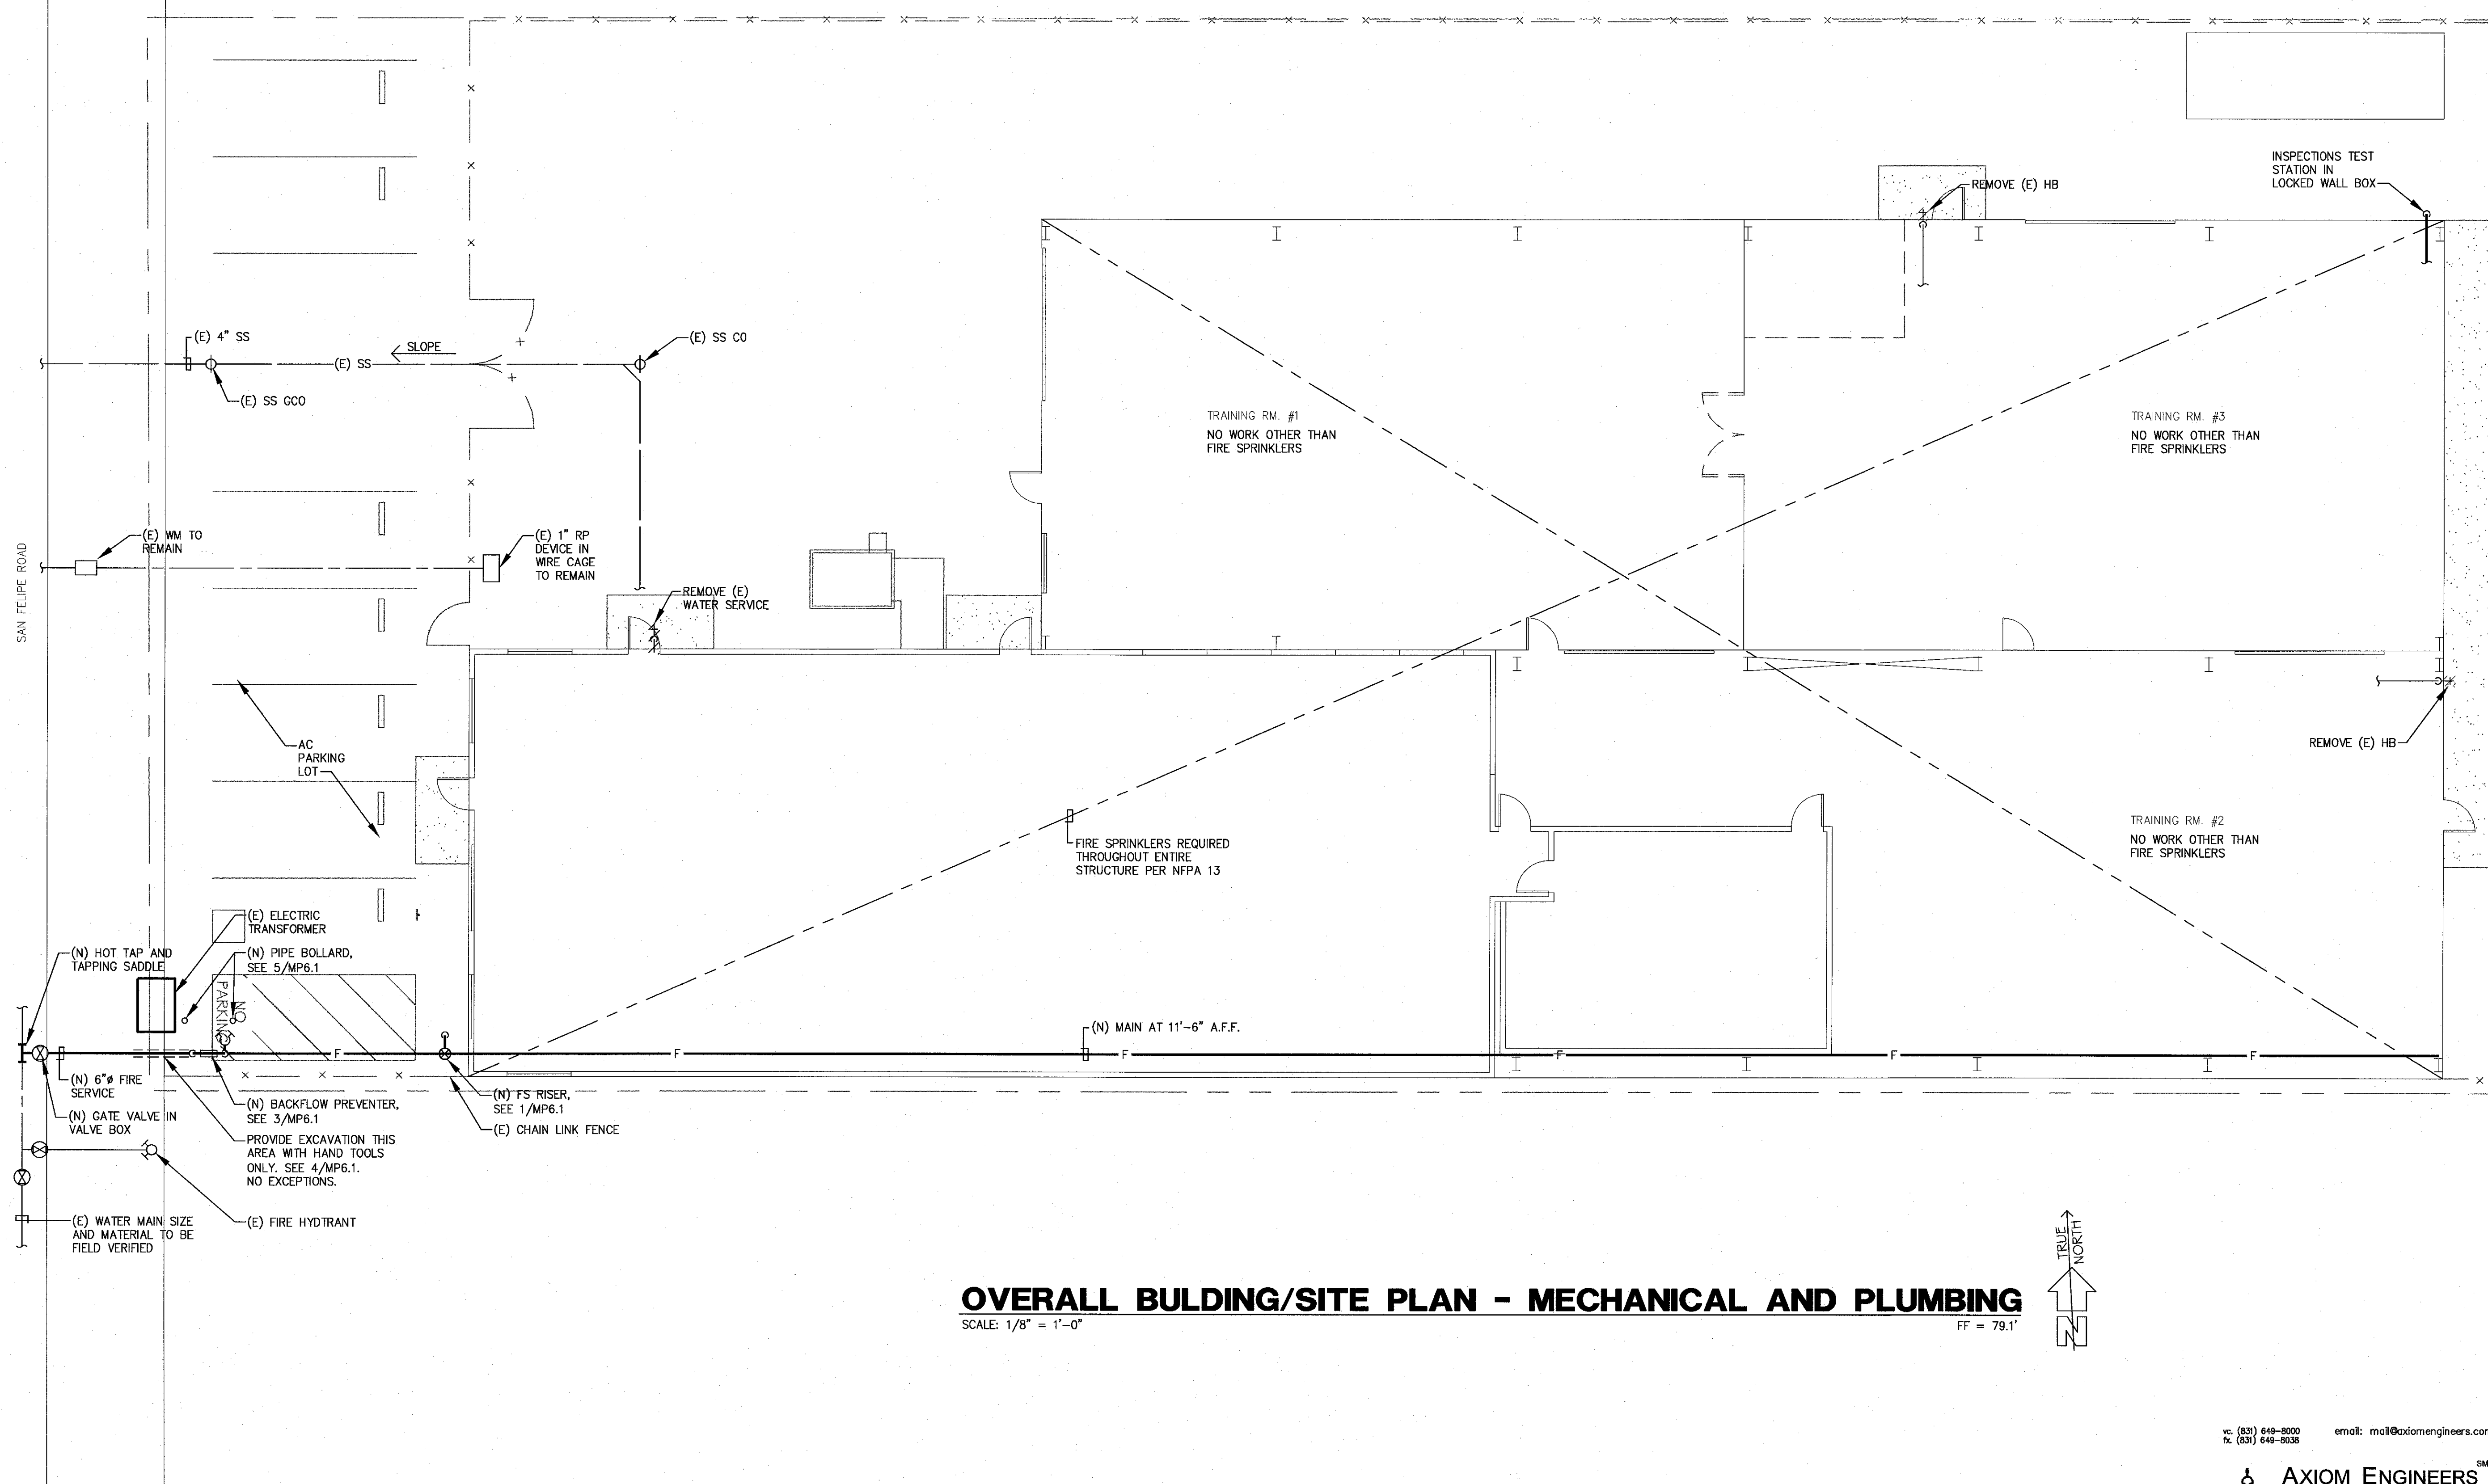 INSPECTIONS TEST
STATION IN
LOCKED WALL BOX
REMOVE (E) HB
(E) 4" SS
SLOPE
(E) SS
(E) SS CO
(E) SS GCO
TRAINING RM. #1
NO WORK OTHER THAN
FIRE SPRINKLERS
TRAINING RM. #3
NO WORK OTHER THAN
FIRE SPRINKLERS
SAN FELIPE ROAD
(E) WM TO
REMAIN
(E) 1" RP
DEVICE IN
WIRE CAGE
TO REMAIN
REMOVE (E)
WATER SERVICE
AC
PARKING
LOT
REMOVE (E) HB
FIRE SPRINKLERS REQUIRED
THROUGHOUT ENTIRE
STRUCTURE PER NFPA 13
TRAINING RM. #2
NO WORK OTHER THAN
FIRE SPRINKLERS
(E) ELECTRIC
TRANSFORMER
(N) HOT TAP AND
TAPPING SADDLE
(N) PIPE BOLLARD,
SEE 5/MP6.1
NO
PARKING
(N) MAIN AT 11'-6" A.F.F.
F
F
F
F
F
F
(N) 6"ø FIRE
SERVICE
(N) GATE VALVE IN
VALVE BOX
(N) BACKFLOW PREVENTER,
SEE 3/MP6.1
(N) FS RISER,
SEE 1/MP6.1
(E) CHAIN LINK FENCE
PROVIDE EXCAVATION THIS
AREA WITH HAND TOOLS
ONLY. SEE 4/MP6.1.
NO EXCEPTIONS.
(E) WATER MAIN SIZE
AND MATERIAL TO BE
FIELD VERIFIED
(E) FIRE HYDTRANT
TRUE
NORTH
N
OVERALL BULDING/SITE PLAN - MECHANICAL AND PLUMBING
SCALE: 1/8" = 1'-0"
FF = 79.1'
vc. (831) 649-8000
fx. (831) 649-8038
email: mail@axiomengineers.com
AXIOM ENGINEERS SM